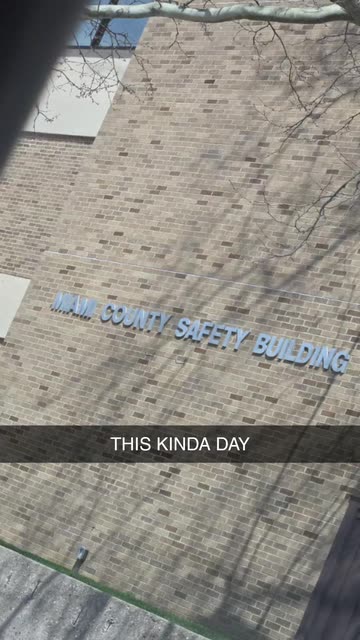 MIAMI COUNTY SAFETY BUILDING
THIS KINDA DAY